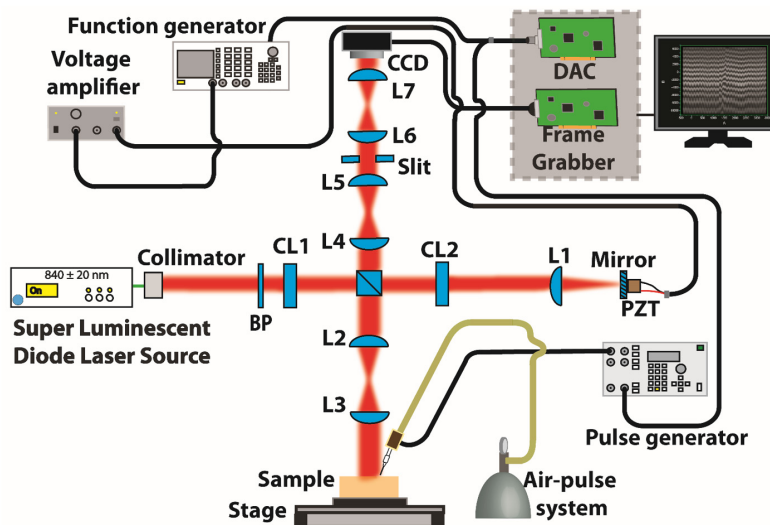 Function generator
Voltage
amplifier
CCD
L7
L6
Slit
L5
L4
DAC
Frame
Grabber
Collimator
CL1
CL2
L1
Mirror
PZT
840 ± 20 nm
On
BP
Super Luminescent
Diode Laser Source
L2
L3
Pulse generator
Sample
Stage
Air-pulse
system